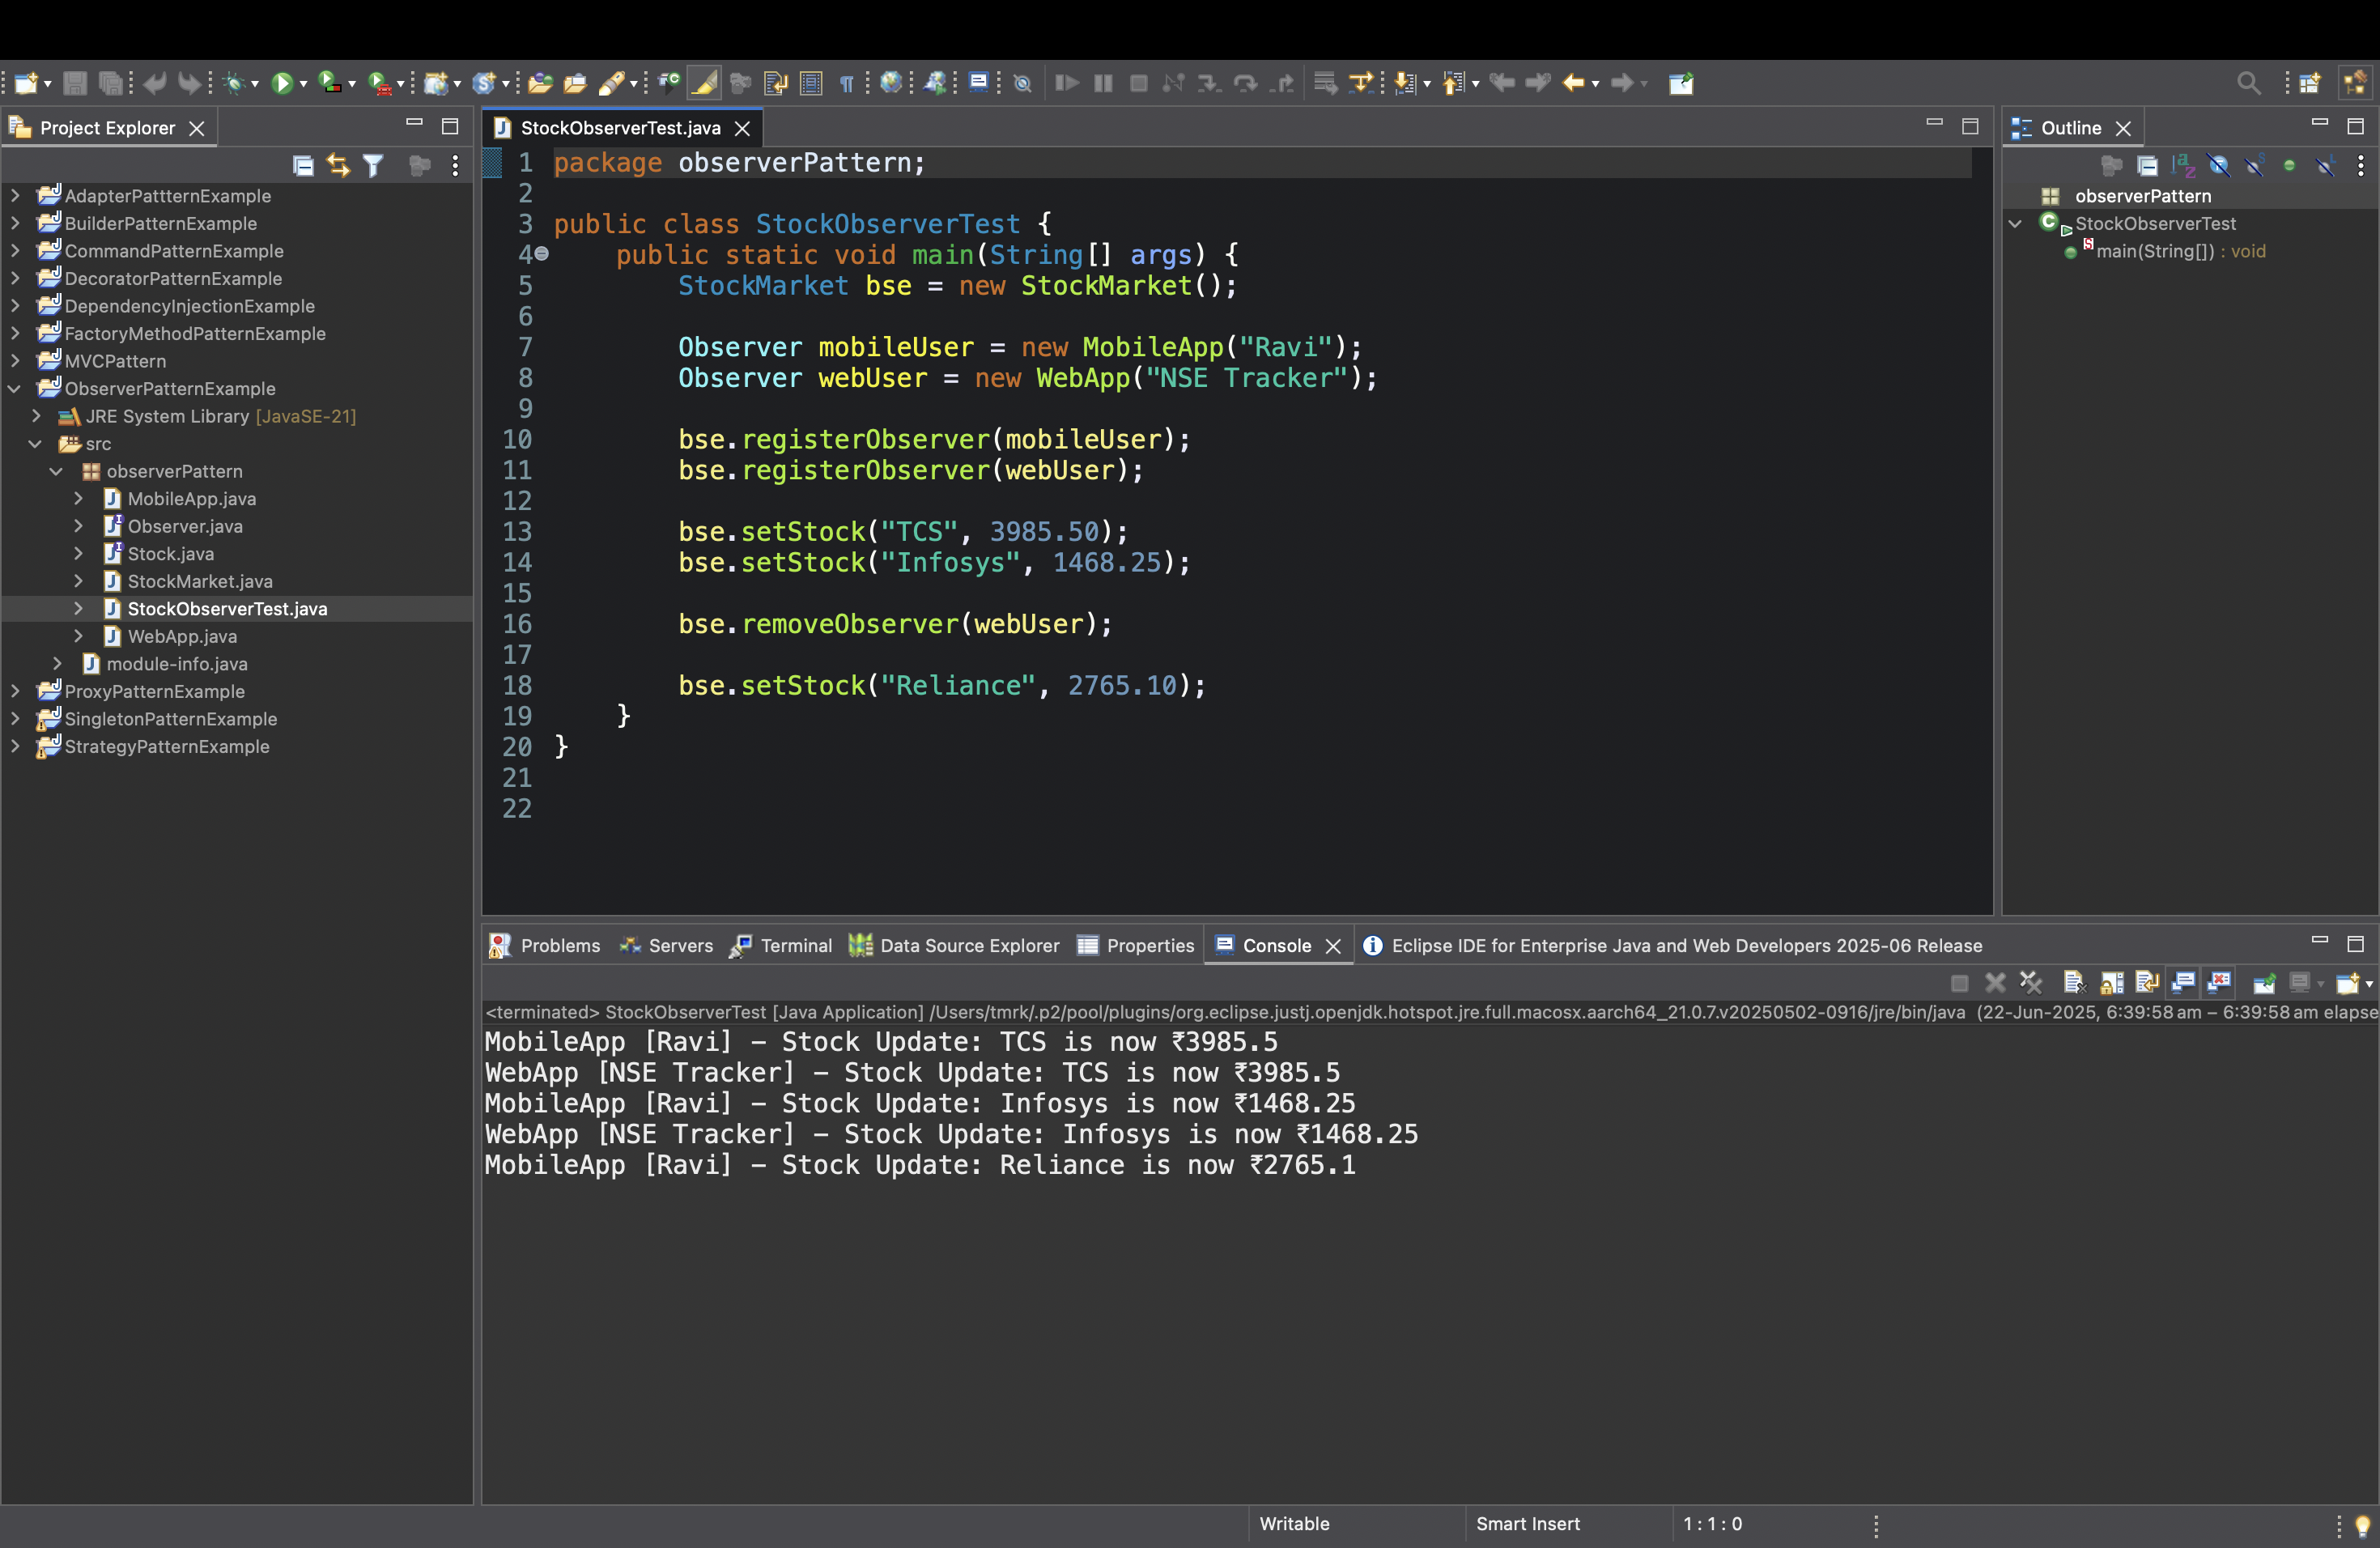 Project Explorer
AdapterPattternExample
BuilderPatternExample
CommandPatternExample
DecoratorPatternExample
DependencyInjectionExample
FactoryMethodPatternExample
MVCPattern
ObserverPatternExample
JRE System Library [JavaSE-21]
src
observerPattern
MobileApp.java
Observer.java
Stock.java
StockMarket.java
StockObserverTest.java
WebApp.java
module-info.java
ProxyPatternExample
SingletonPatternExample
StrategyPatternExample
StockObserverTest.java
1 package observerPattern;
2
3 public class StockObserverTest {
4 public static void main(String[] args) {
5 StockMarket bse = new StockMarket();
6
7 Observer mobileUser = new MobileApp("Ravi");
8 Observer webUser = new WebApp("NSE Tracker");
9
10 bse.registerObserver(mobileUser);
11 bse.registerObserver(webUser);
12
13 bse.setStock("TCS", 3985.50);
14 bse.setStock("Infosys", 1468.25);
15
16 bse.removeObserver(webUser);
17
18 bse.setStock("Reliance", 2765.10);
19 }
20 }
21
22
Outline
observerPattern
StockObserverTest
main(String[]) : void
Problems Servers Terminal Data Source Explorer Properties Console Eclipse IDE for Enterprise Java and Web Developers 2025-06 Release
<terminated> StockObserverTest [Java Application] /Users/tmrk/.p2/pool/plugins/org.eclipse.justj.openjdk.hotspot.jre.full.macosx.aarch64_21.0.7.v20250502-0916/jre/bin/java (22-Jun-2025, 6:39:58 am – 6:39:58 am elapse
MobileApp [Ravi] - Stock Update: TCS is now ₹3985.5
WebApp [NSE Tracker] - Stock Update: TCS is now ₹3985.5
MobileApp [Ravi] - Stock Update: Infosys is now ₹1468.25
WebApp [NSE Tracker] - Stock Update: Infosys is now ₹1468.25
MobileApp [Ravi] - Stock Update: Reliance is now ₹2765.1
Writable Smart Insert 1 : 1 : 0